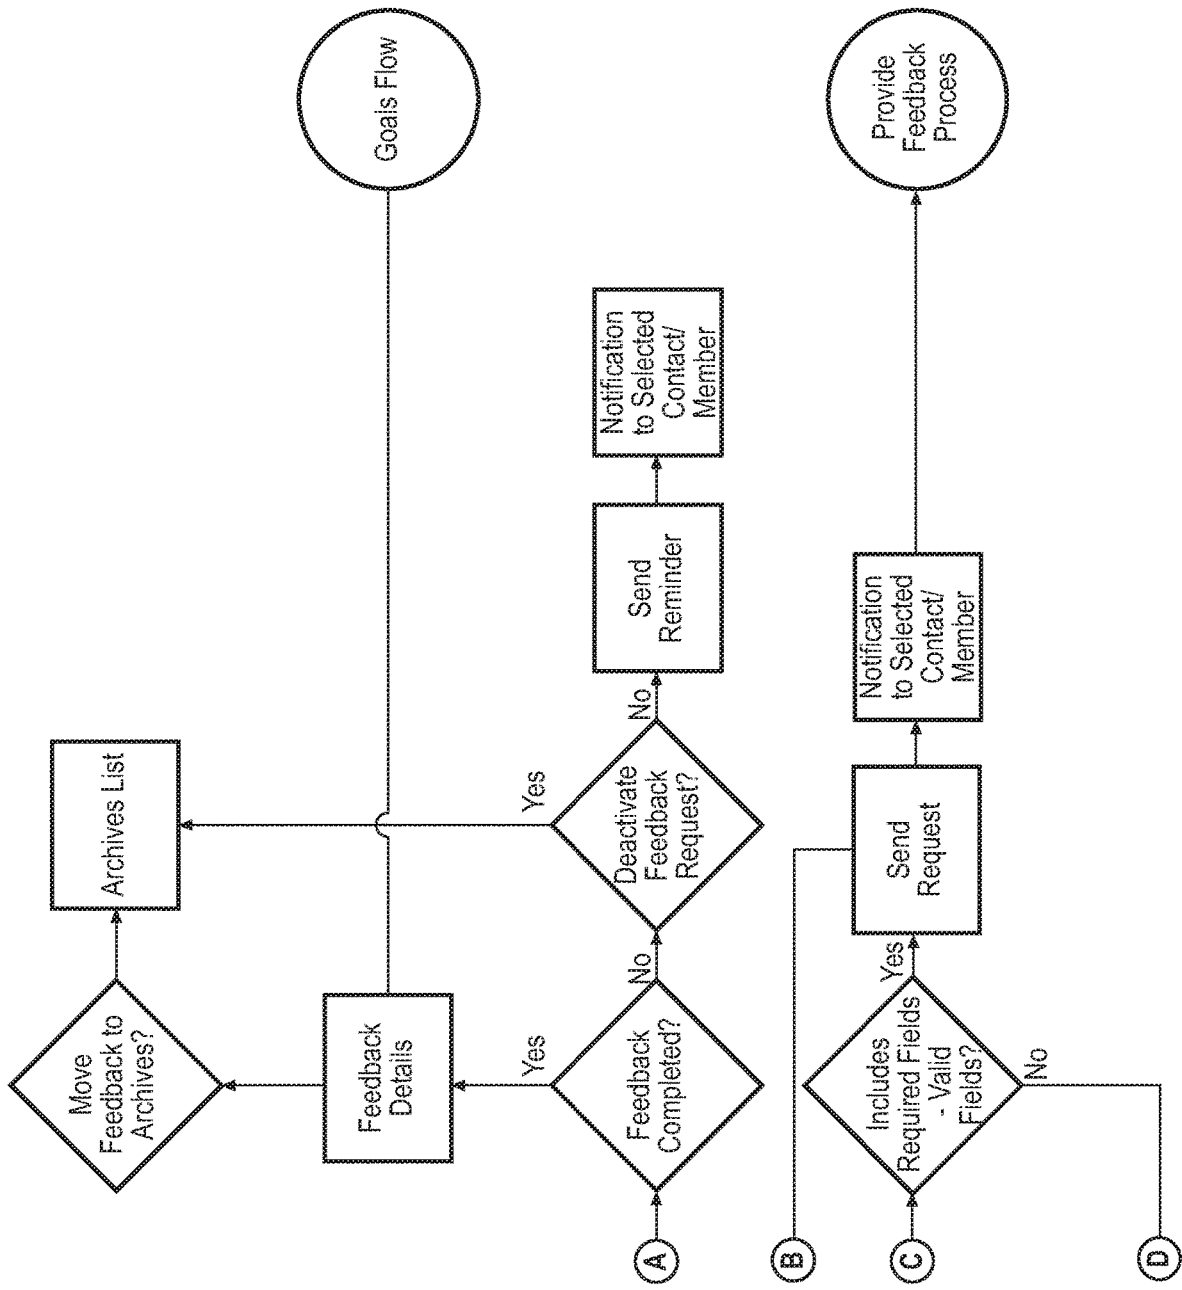 Move
Feedback to
Archives?
Archives List
Feedback
Details
Goals Flow
Yes
Yes
A
Feedback
Completed?
No
Deactivate
Feedback
Request?
No
Send
Reminder
Notification
to Selected
Contact/
Member
B
C
Includes
Required Fields
- Valid
Fields?
Yes
Send
Request
Notification
to Selected
Contact/
Member
Provide
Feedback
Process
No
D